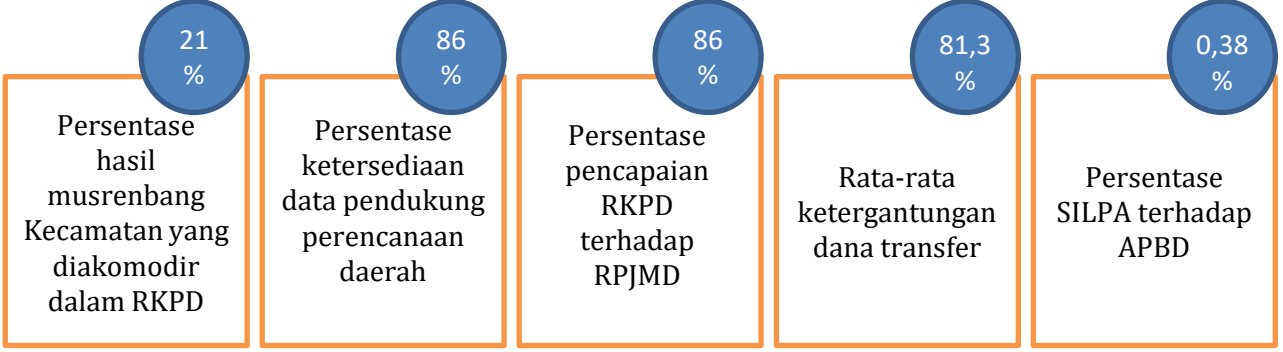 21
%
Persentase
hasil
musrenbang
Kecamatan yang
diakomodir
dalam RKPD
86
%
Persentase
ketersediaan
data pendukung
perencanaan
daerah
86
%
Persentase
pencapaian
RKPD
terhadap
RPJMD
81,3
%
Rata-rata
ketergantungan
dana transfer
0,38
%
Persentase
SILPA terhadap
APBD